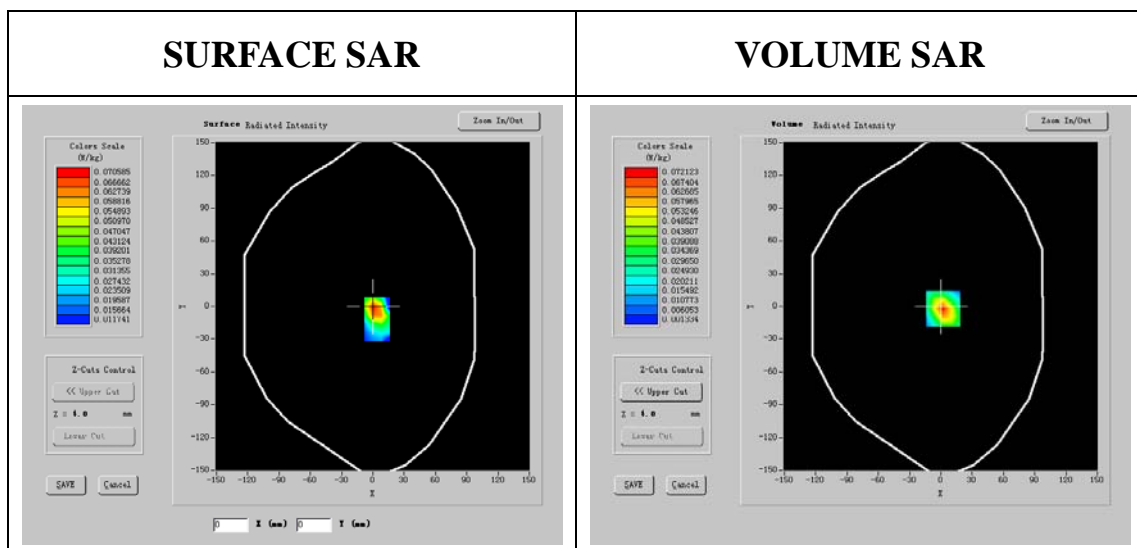 SURFACE SAR
VOLUME SAR
Surface Radiated Intensity
Zoom In/Out
Colors Scale
(W/kg)
0.070585
0.066662
0.062739
0.058816
0.054893
0.050970
0.047047
0.043124
0.039201
0.035278
0.031355
0.027432
0.023509
0.019587
0.015664
0.011741
150
120
90
60
30
0
-30
-60
-90
-120
-150
Y
-150 -120 -90 -60 -30 0 30 60 90 120 150
X
Z-Cuts Control
<< Upper Cut
Z = 4.0 mm
Lower Cut
SAVE Cancel
0 X (mm) 0 Y (mm)
Volume Radiated Intensity
Zoom In/Out
Colors Scale
(W/kg)
0.072123
0.067404
0.062685
0.057965
0.053246
0.048527
0.043807
0.039088
0.034369
0.029650
0.024930
0.020211
0.015492
0.010773
0.006053
0.001334
150
120
90
60
30
0
-30
-60
-90
-120
-150
Y
-150 -120 -90 -60 -30 0 30 60 90 120 150
X
Z-Cuts Control
<< Upper Cut
Z = 4.0 mm
Lower Cut
SAVE Cancel